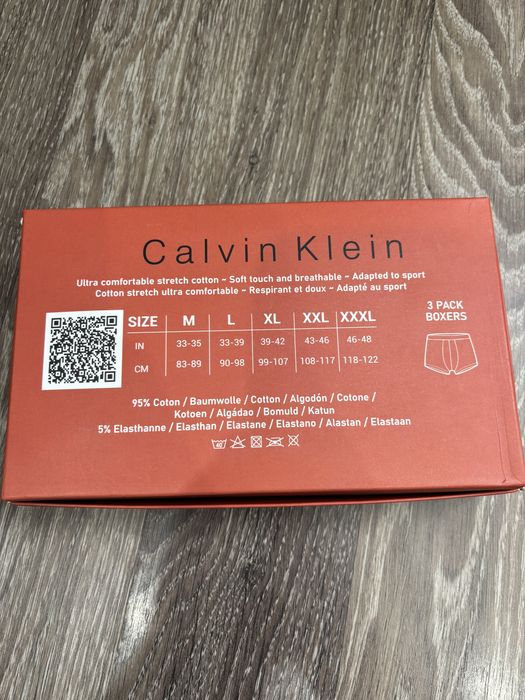 Calvin Klein
Ultra comfortable stretch cotton ~ Soft touch and breathable ~ Adapted to sport
Cotton stretch ultra comfortable ~ Respirant et doux ~ Adapté au sport
SIZE M L XL XXL XXXL
IN 33-35 33-39 39-42 43-46 46-48
CM 83-89 90-98 99-107 108-117 118-122
3 PACK
BOXERS
95% Coton / Baumwolle / Cotton / Algodón / Cotone /
Kotoen / Algádao / Bomuld / Katun
5% Elasthanne / Elasthan / Elastane / Elastano / Alastan / Elastaan
40°